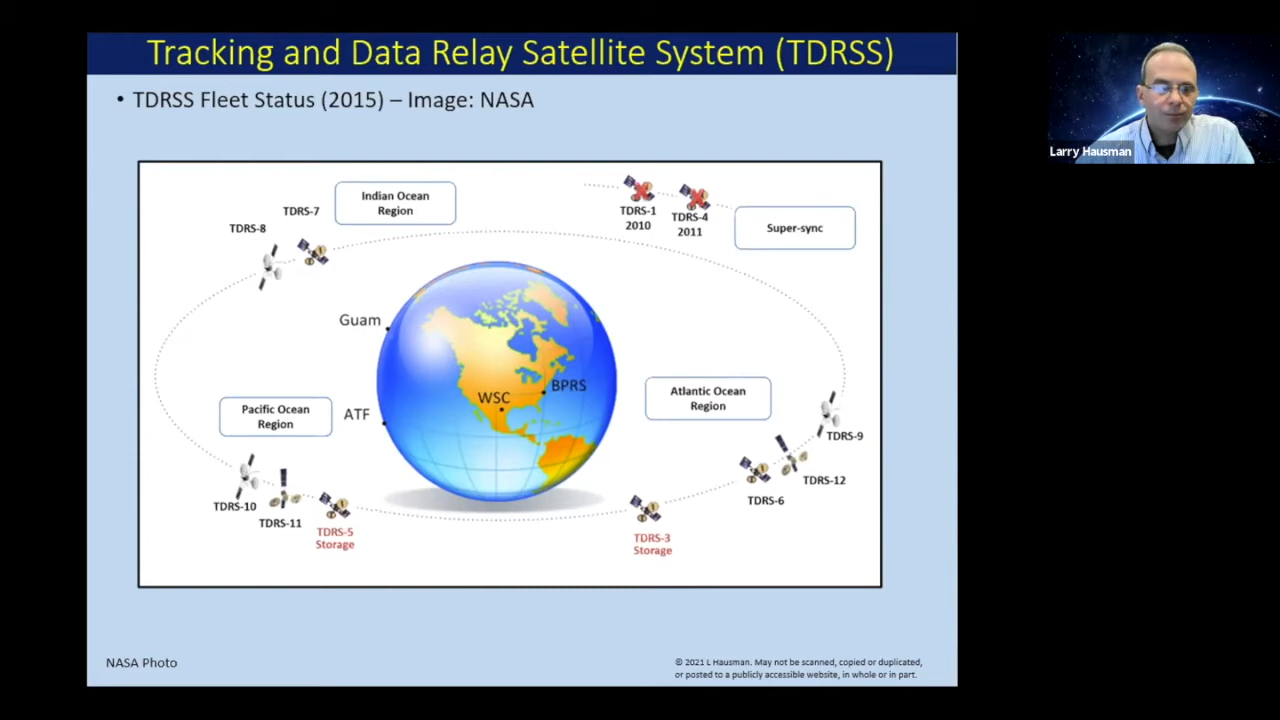 Tracking and Data Relay Satellite System (TDRSS)
• TDRSS Fleet Status (2015) – Image: NASA
Larry Hausman
Indian Ocean
Region
TDRS-7
TDRS-8
TDRS-1
2010
TDRS-4
2011
Super-sync
Guam
BPRS
WSC
ATF
Atlantic Ocean
Region
Pacific Ocean
Region
TDRS-9
TDRS-12
TDRS-6
TDRS-10
TDRS-11
TDRS-5
Storage
TDRS-3
Storage
NASA Photo
© 2021 L Hausman. May not be scanned, copied or duplicated,
or posted to a publicly accessible website, in whole or in part.